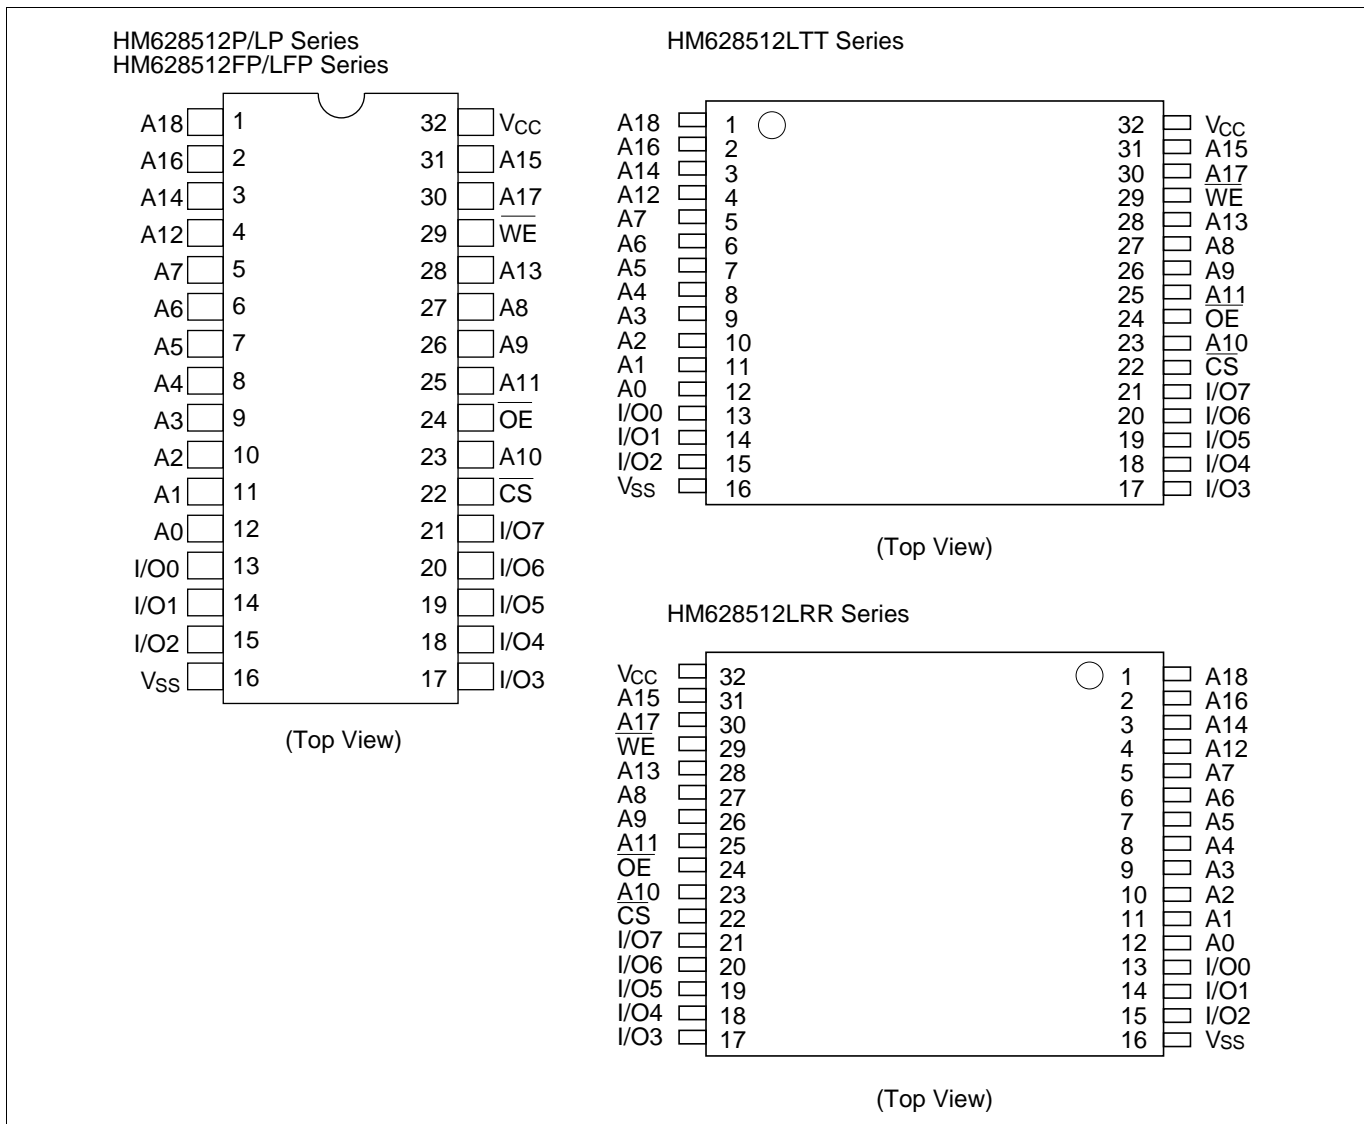 HM628512P/LP Series
HM628512FP/LFP Series
A18 1 32 VCC
A16 2 31 A15
A14 3 30 A17
A12 4 29 WE
A7 5 28 A13
A6 6 27 A8
A5 7 26 A9
A4 8 25 A11
A3 9 24 OE
A2 10 23 A10
A1 11 22 CS
A0 12 21 I/O7
I/O0 13 20 I/O6
I/O1 14 19 I/O5
I/O2 15 18 I/O4
VSS 16 17 I/O3
(Top View)
HM628512LTT Series
A18 1 32 VCC
A16 2 31 A15
A14 3 30 A17
A12 4 29 WE
A7 5 28 A13
A6 6 27 A8
A5 7 26 A9
A4 8 25 A11
A3 9 24 OE
A2 10 23 A10
A1 11 22 CS
A0 12 21 I/O7
I/O0 13 20 I/O6
I/O1 14 19 I/O5
I/O2 15 18 I/O4
VSS 16 17 I/O3
(Top View)
HM628512LRR Series
VCC 32 1 A18
A15 31 2 A16
A17 30 3 A14
WE 29 4 A12
A13 28 5 A7
A8 27 6 A6
A9 26 7 A5
A11 25 8 A4
OE 24 9 A3
A10 23 10 A2
CS 22 11 A1
I/O7 21 12 A0
I/O6 20 13 I/O0
I/O5 19 14 I/O1
I/O4 18 15 I/O2
I/O3 17 16 VSS
(Top View)